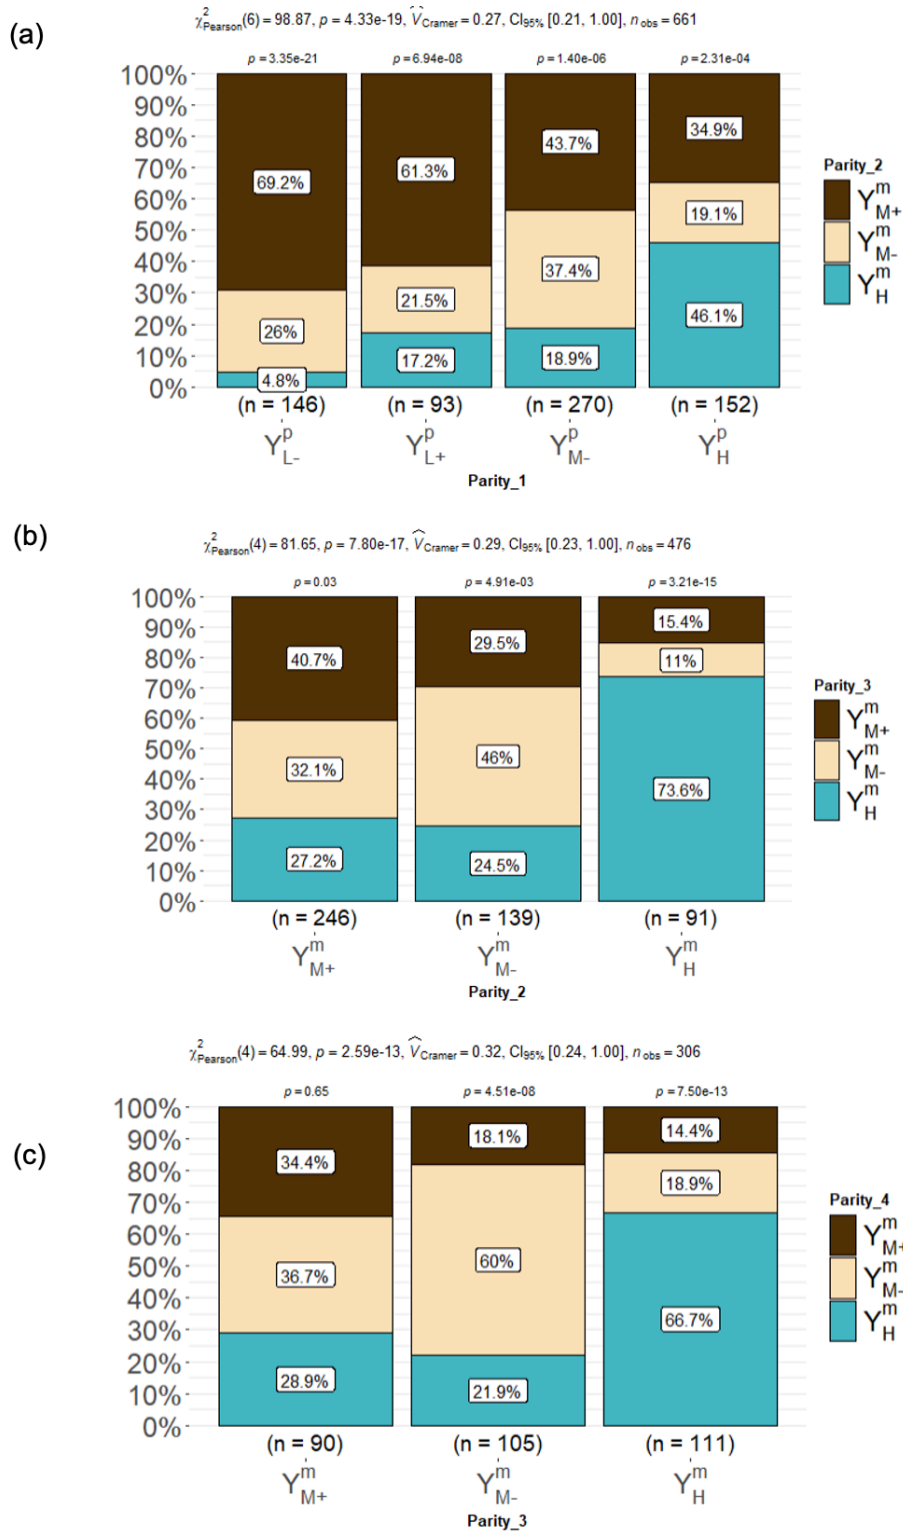 (a)
χ²Pearson(6) = 98.87, p = 4.33e-19, V̂Cramer = 0.27, CI95% [0.21, 1.00], nobs = 661
p = 3.35e-21 p = 6.94e-08 p = 1.40e-06 p = 2.31e-04
100%
90%
80%
70%
60%
50%
40%
30%
20%
10%
0%
69.2% 61.3% 43.7% 34.9%
26% 21.5% 37.4% 19.1%
4.8% 17.2% 18.9% 46.1%
(n = 146) (n = 93) (n = 270) (n = 152)
Y^p_L- Y^p_L+ Y^p_M- Y^p_H
Parity_1
Parity_2
Y^m_M+
Y^m_M-
Y^m_H
(b)
χ²Pearson(4) = 81.65, p = 7.80e-17, V̂Cramer = 0.29, CI95% [0.23, 1.00], nobs = 476
p = 0.03 p = 4.91e-03 p = 3.21e-15
100%
90%
80%
70%
60%
50%
40%
30%
20%
10%
0%
40.7% 29.5% 15.4%
32.1% 46% 11%
27.2% 24.5% 73.6%
(n = 246) (n = 139) (n = 91)
Y^m_M+ Y^m_M- Y^m_H
Parity_2
Parity_3
Y^m_M+
Y^m_M-
Y^m_H
(c)
χ²Pearson(4) = 64.99, p = 2.59e-13, V̂Cramer = 0.32, CI95% [0.24, 1.00], nobs = 306
p = 0.65 p = 4.51e-08 p = 7.50e-13
100%
90%
80%
70%
60%
50%
40%
30%
20%
10%
0%
34.4% 18.1% 14.4%
36.7% 60% 18.9%
28.9% 21.9% 66.7%
(n = 90) (n = 105) (n = 111)
Y^m_M+ Y^m_M- Y^m_H
Parity_3
Parity_4
Y^m_M+
Y^m_M-
Y^m_H